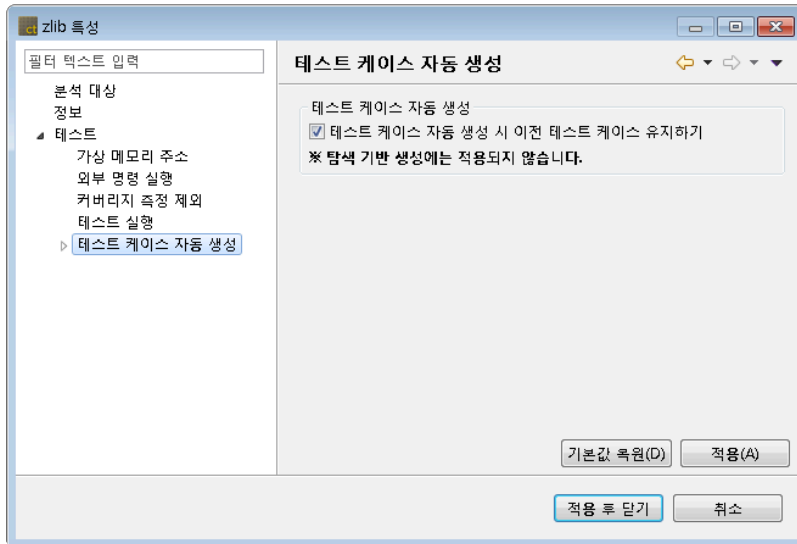 zlib 특성
필터 텍스트 입력
분석 대상
정보
테스트
가상 메모리 주소
외부 명령 실행
커버리지 측정 제외
테스트 실행
테스트 케이스 자동 생성
테스트 케이스 자동 생성
테스트 케이스 자동 생성
테스트 케이스 자동 생성 시 이전 테스트 케이스 유지하기
※ 탐색 기반 생성에는 적용되지 않습니다.
기본값 복원(D)
적용(A)
적용 후 닫기
취소